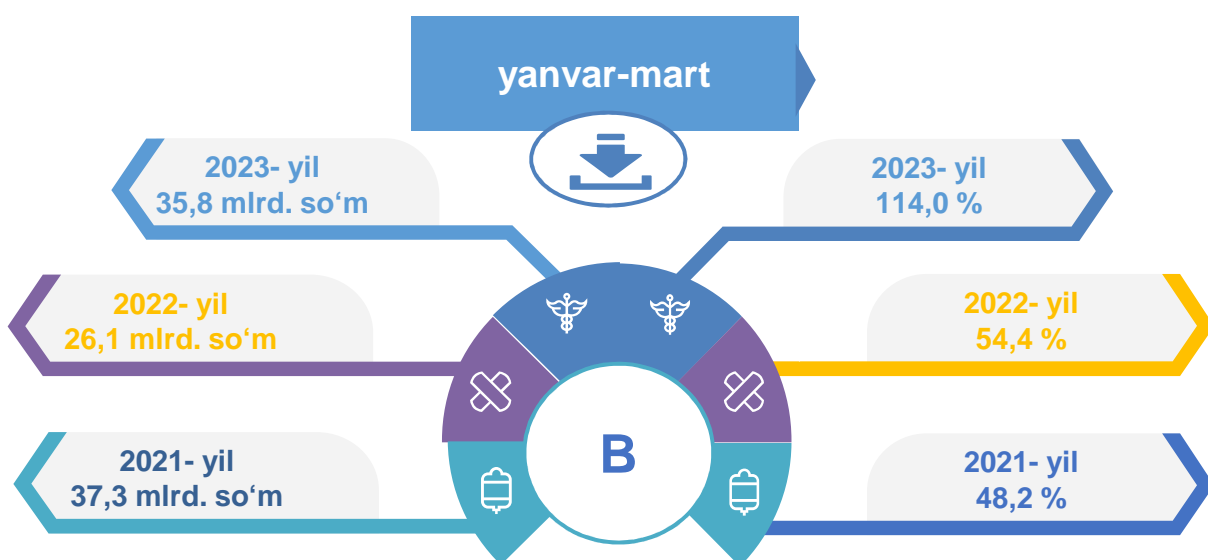 yanvar-mart
2023- yil
35,8 mlrd. so‘m
2023- yil
114,0 %
2022- yil
26,1 mlrd. so‘m
2022- yil
54,4 %
2021- yil
37,3 mlrd. so‘m
B
2021- yil
48,2 %